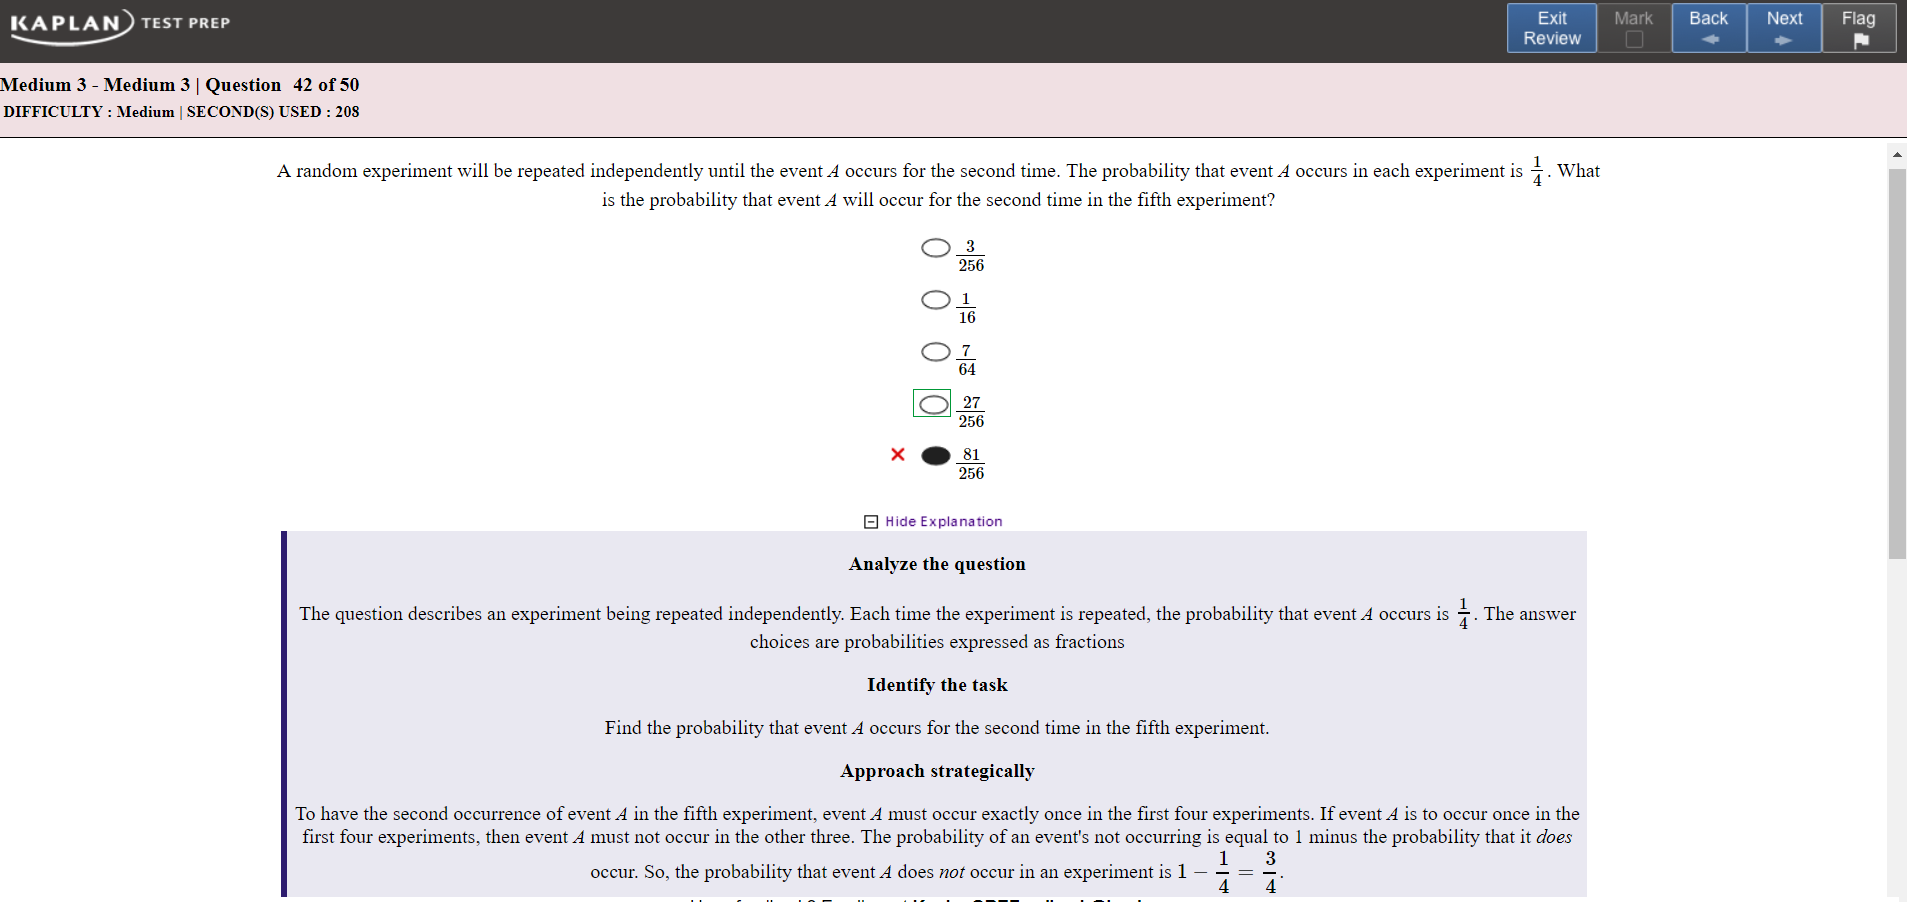 KAPLAN TEST PREP
Exit Review
Mark
Back
Next
Flag
Medium 3 - Medium 3 | Question 42 of 50
DIFFICULTY : Medium | SECOND(S) USED : 208
A random experiment will be repeated independently until the event A occurs for the second time. The probability that event A occurs in each experiment is 1/4. What
is the probability that event A will occur for the second time in the fifth experiment?
3/256
1/16
7/64
27/256
81/256
Hide Explanation
Analyze the question
The question describes an experiment being repeated independently. Each time the experiment is repeated, the probability that event A occurs is 1/4. The answer
choices are probabilities expressed as fractions
Identify the task
Find the probability that event A occurs for the second time in the fifth experiment.
Approach strategically
To have the second occurrence of event A in the fifth experiment, event A must occur exactly once in the first four experiments. If event A is to occur once in the
first four experiments, then event A must not occur in the other three. The probability of an event's not occurring is equal to 1 minus the probability that it does
occur. So, the probability that event A does not occur in an experiment is 1 − 1/4 = 3/4.